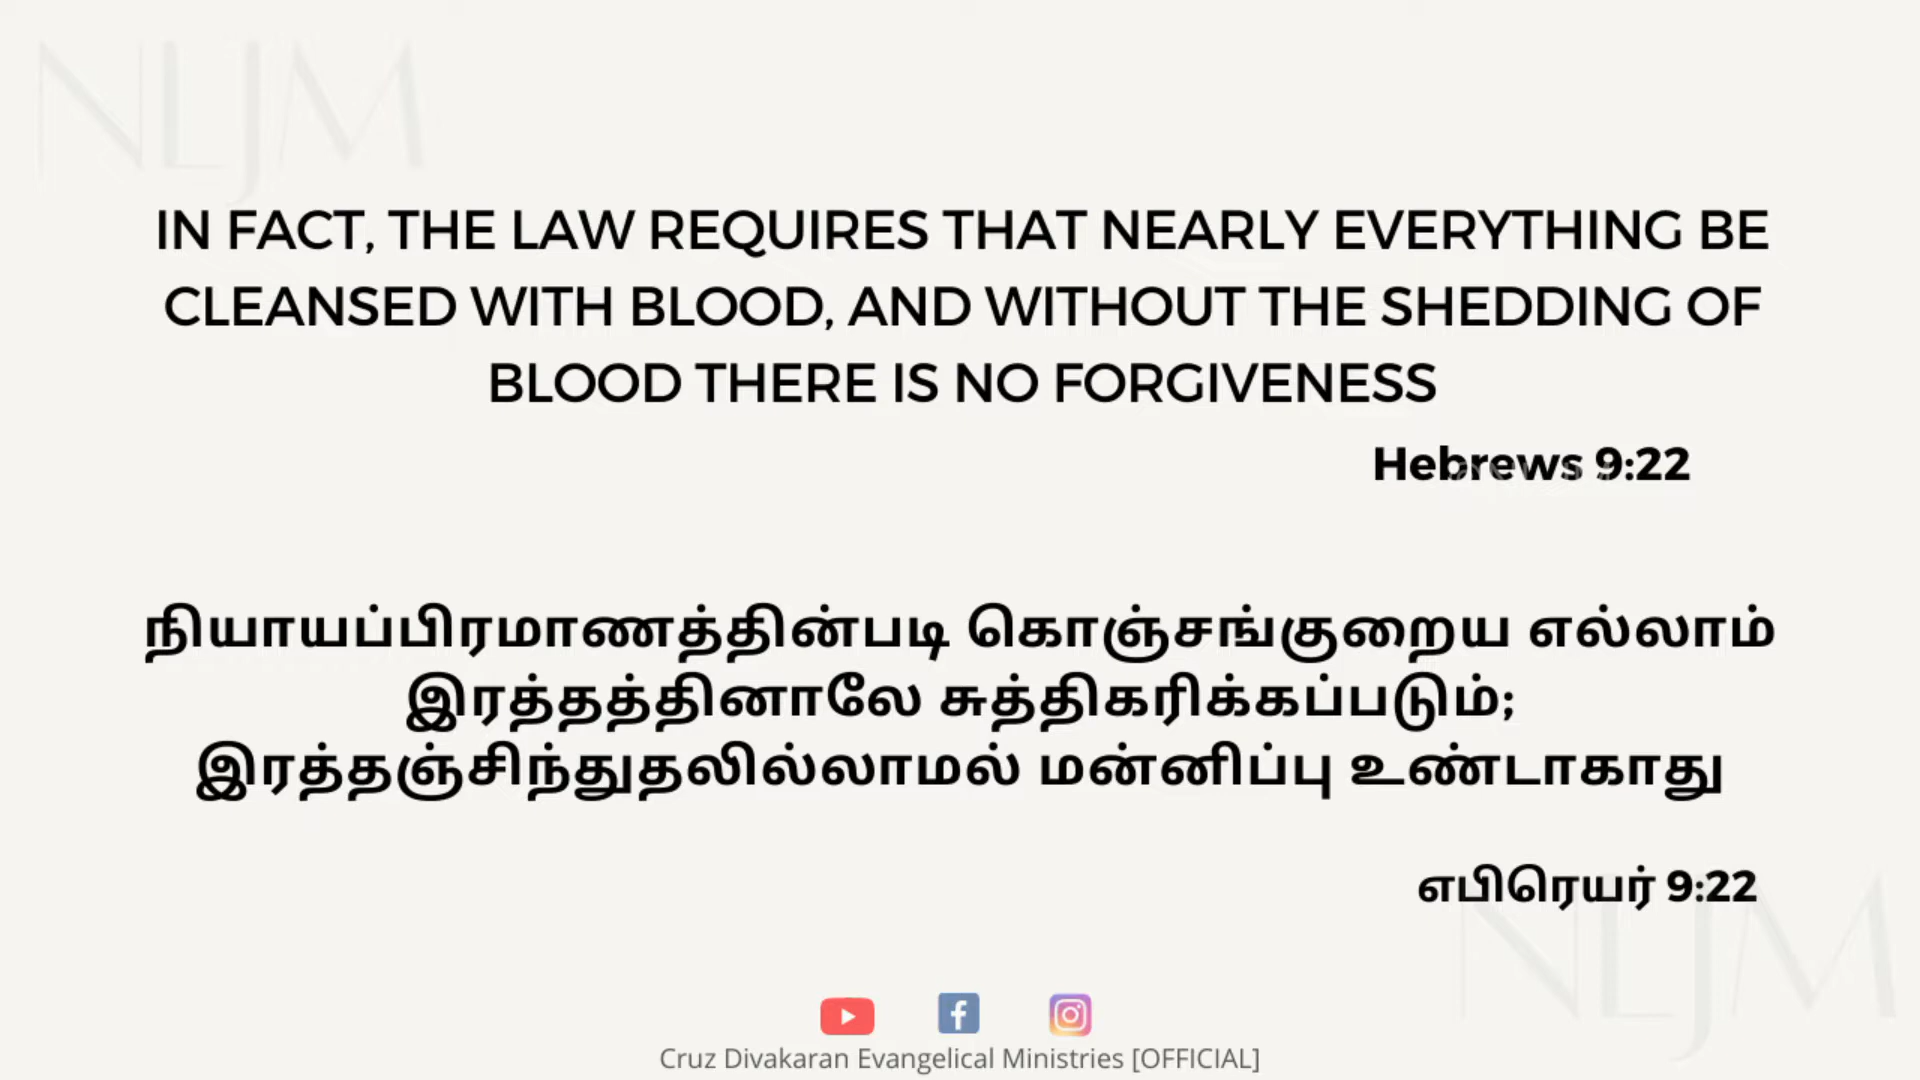 NLJM
IN FACT, THE LAW REQUIRES THAT NEARLY EVERYTHING BE
CLEANSED WITH BLOOD, AND WITHOUT THE SHEDDING OF
BLOOD THERE IS NO FORGIVENESS
Hebrews 9:22
நியாயப்பிரமாணத்தின்படி கொஞ்சங்குறைய எல்லாம்
இரத்தத்தினாலே சுத்திகரிக்கப்படும்;
இரத்தஞ்சிந்துதலில்லாமல் மன்னிப்பு உண்டாகாது
எபிரெயர் 9:22
NLJM
Cruz Divakaran Evangelical Ministries [OFFICIAL]